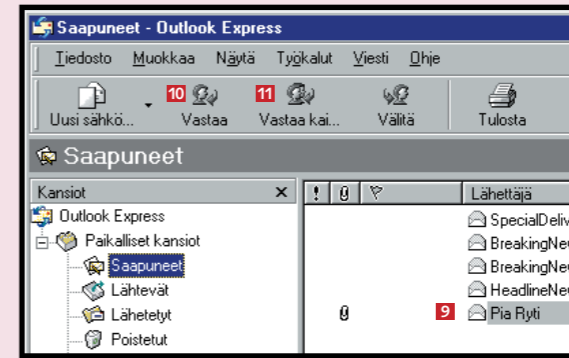 Saapuneet - Outlook Express
Tiedosto Muokkaa Näytä Työkalut Viesti Ohje
10 11
Uusi sähkö... Vastaa Vastaa kai... Välitä Tulosta
Saapuneet
Kansiot × ! Lähettäjä
Outlook Express SpecialDeliv
Paikalliset kansiot BreakingNe
Saapuneet BreakingNe
Lähtevät HeadlineNe
Lähetetyt 9 Pia Ryti
Poistetut